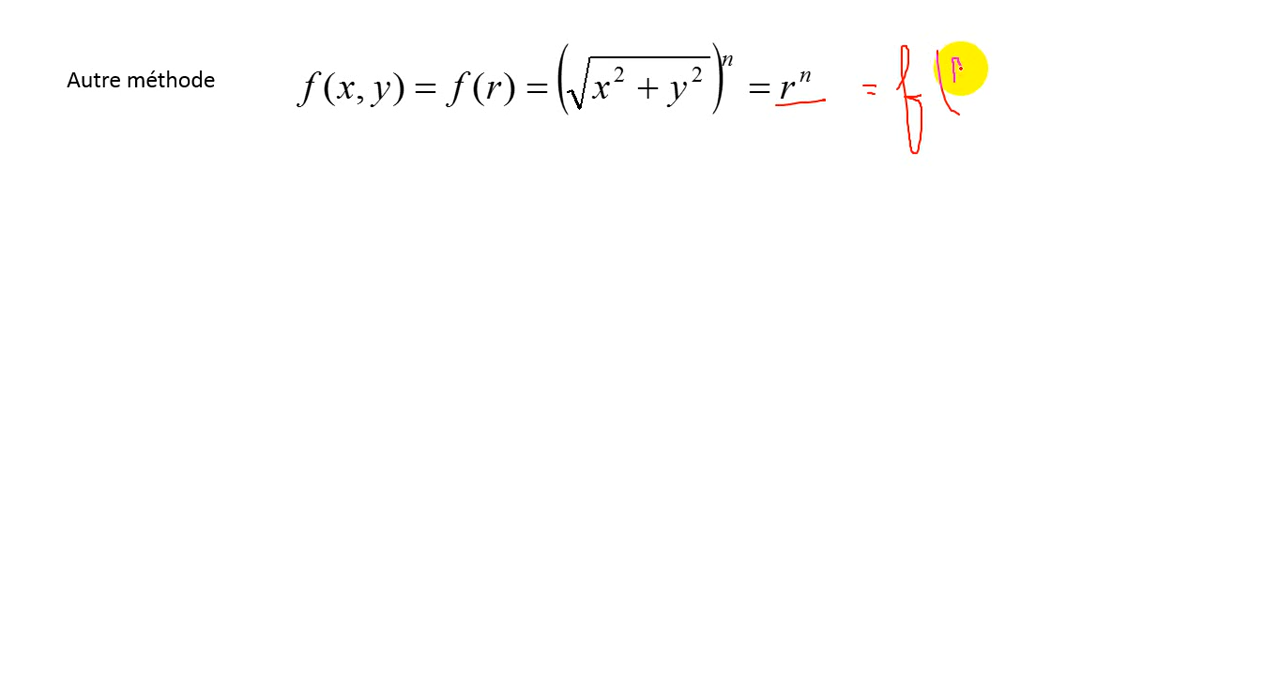 Autre méthode f(x, y) = f(r) = (√(x² + y²))ⁿ = rⁿ = f(r